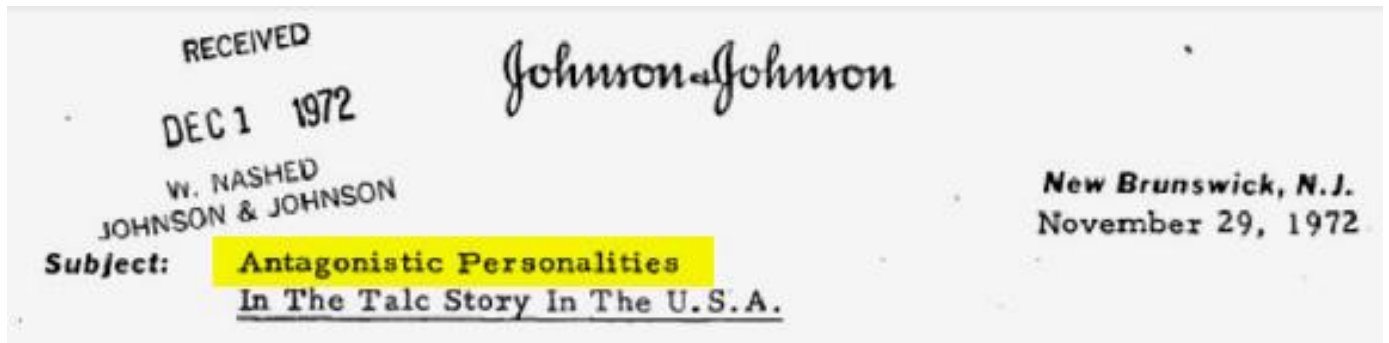 RECEIVED
DEC 1 1972
W. NASHED
JOHNSON & JOHNSON
Johnson & Johnson
New Brunswick, N.J.
November 29, 1972
Subject: Antagonistic Personalities
In The Talc Story In The U.S.A.